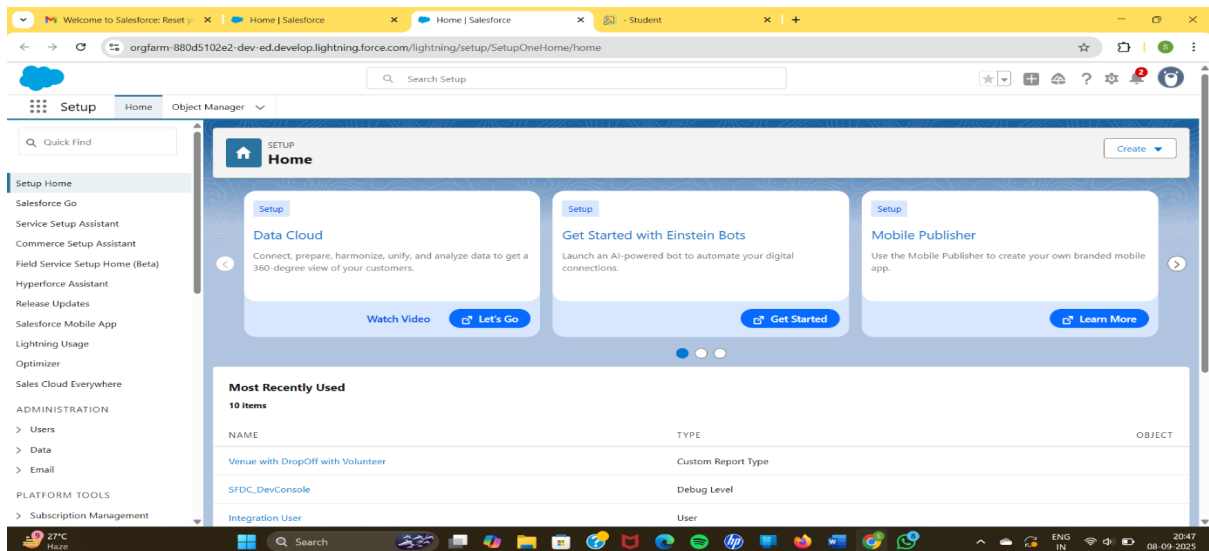 Welcome to Salesforce: Reset y
Home | Salesforce
Home | Salesforce
- Student
orgfarm-880d5102e2-dev-ed.develop.lightning.force.com/lightning/setup/SetupOneHome/home
S
Search Setup
2
Setup
Home
Object Manager
Quick Find
Setup Home
Salesforce Go
Service Setup Assistant
Commerce Setup Assistant
Field Service Setup Home (Beta)
Hyperforce Assistant
Release Updates
Salesforce Mobile App
Lightning Usage
Optimizer
Sales Cloud Everywhere
ADMINISTRATION
Users
Data
Email
PLATFORM TOOLS
Subscription Management
SETUP
Home
Create
Setup
Data Cloud
Connect, prepare, harmonize, unify, and analyze data to get a
360-degree view of your customers.
Watch Video
Let's Go
Setup
Get Started with Einstein Bots
Launch an AI-powered bot to automate your digital
connections.
Get Started
Setup
Mobile Publisher
Use the Mobile Publisher to create your own branded mobile
app.
Learn More
Most Recently Used
10 items
NAME TYPE OBJECT
Venue with DropOff with Volunteer Custom Report Type
SFDC_DevConsole Debug Level
Integration User User
9
27°C
Haze
Search
ENG
IN
20:47
08-09-2025